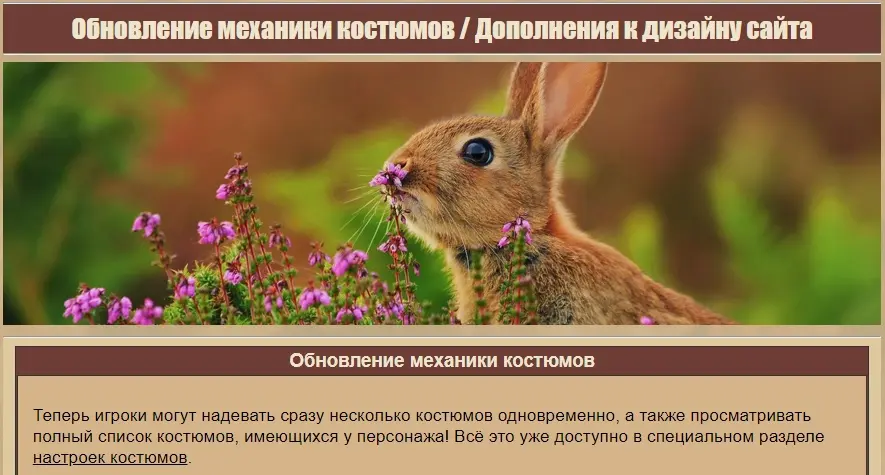 Обновление механики костюмов / Дополнения к дизайну сайта
Обновление механики костюмов
Теперь игроки могут надевать сразу несколько костюмов одновременно, а также просматривать
полный список костюмов, имеющихся у персонажа! Всё это уже доступно в специальном разделе
настроек костюмов.